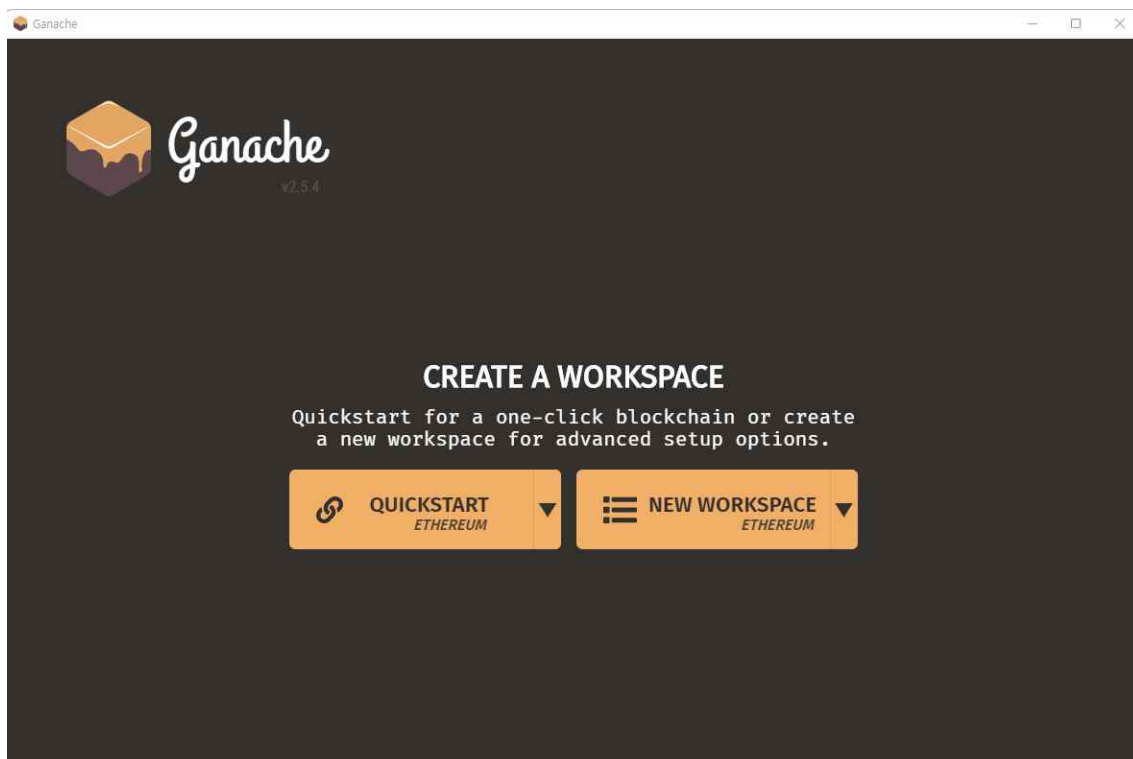 Ganache
Ganache
v2.5.4
CREATE A WORKSPACE
Quickstart for a one-click blockchain or create
a new workspace for advanced setup options.
QUICKSTART
ETHEREUM
NEW WORKSPACE
ETHEREUM